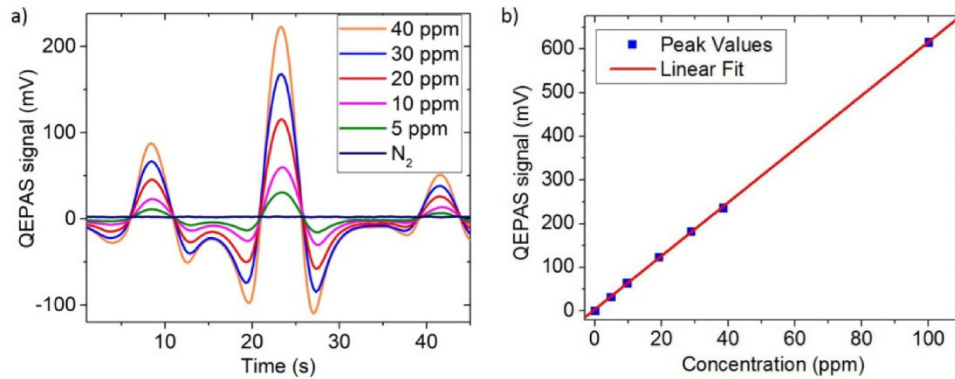 a)
QEPAS signal (mV)
200
100
0
-100
10
20
30
40
Time (s)
40 ppm
30 ppm
20 ppm
10 ppm
5 ppm
N₂
b)
QEPAS signal (mV)
600
500
400
300
200
100
0
0
20
40
60
80
100
Concentration (ppm)
Peak Values
Linear Fit